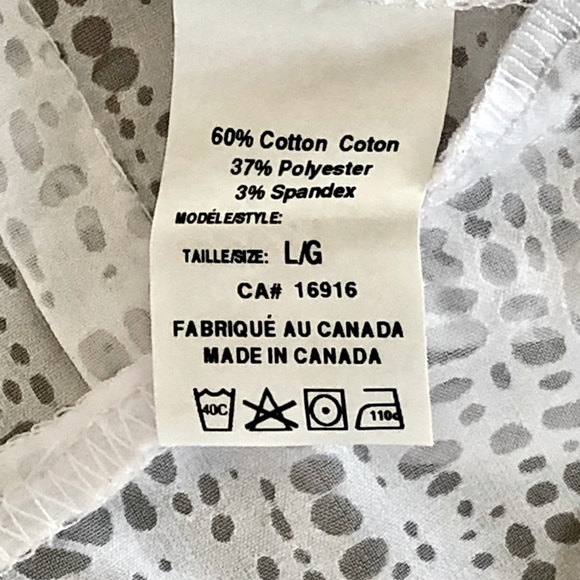 60% Cotton Coton
37% Polyester
3% Spandex
MODÉLE/STYLE:
TAILLE/SIZE: L/G
CA# 16916
FABRIQUÉ AU CANADA
MADE IN CANADA
40C 110c